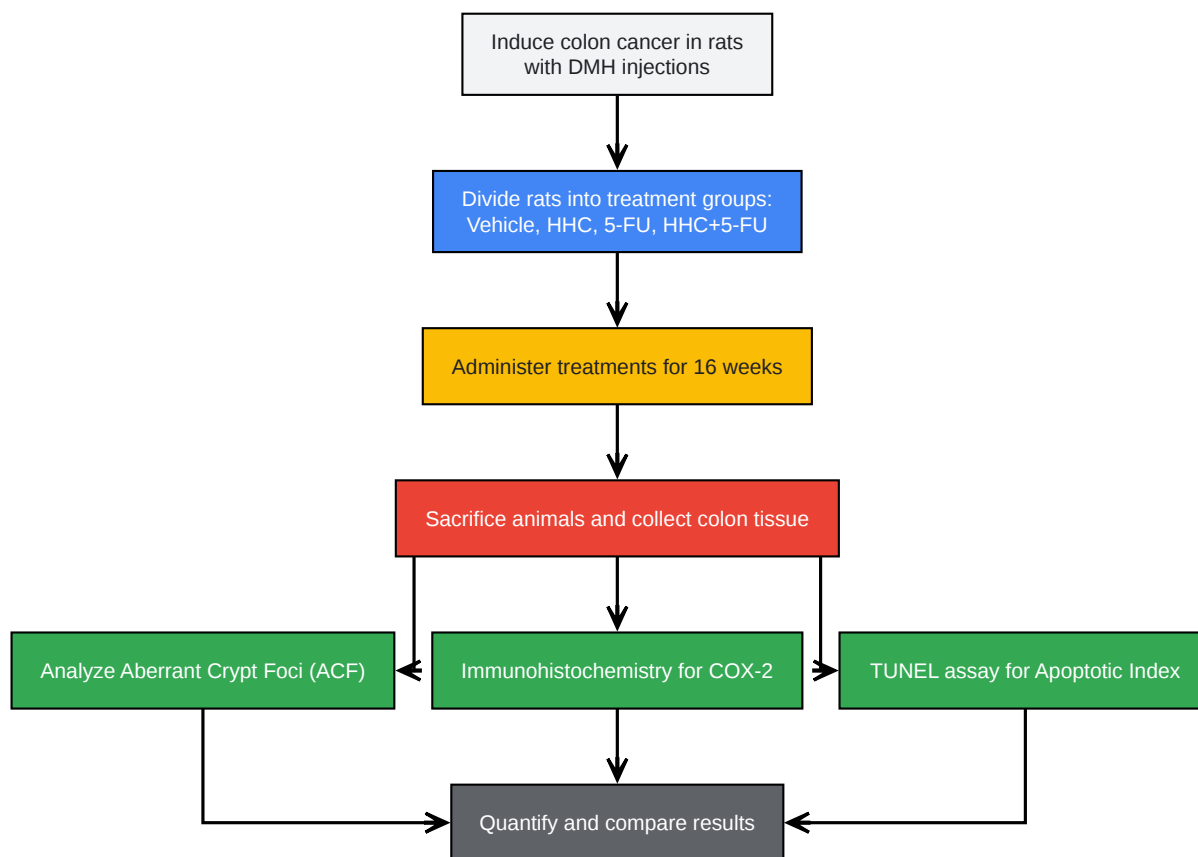 Induce colon cancer in rats
with DMH injections
Divide rats into treatment groups:
Vehicle, HHC, 5-FU, HHC+5-FU
Administer treatments for 16 weeks
Sacrifice animals and collect colon tissue
Analyze Aberrant Crypt Foci (ACF)
Immunohistochemistry for COX-2
TUNEL assay for Apoptotic Index
Quantify and compare results